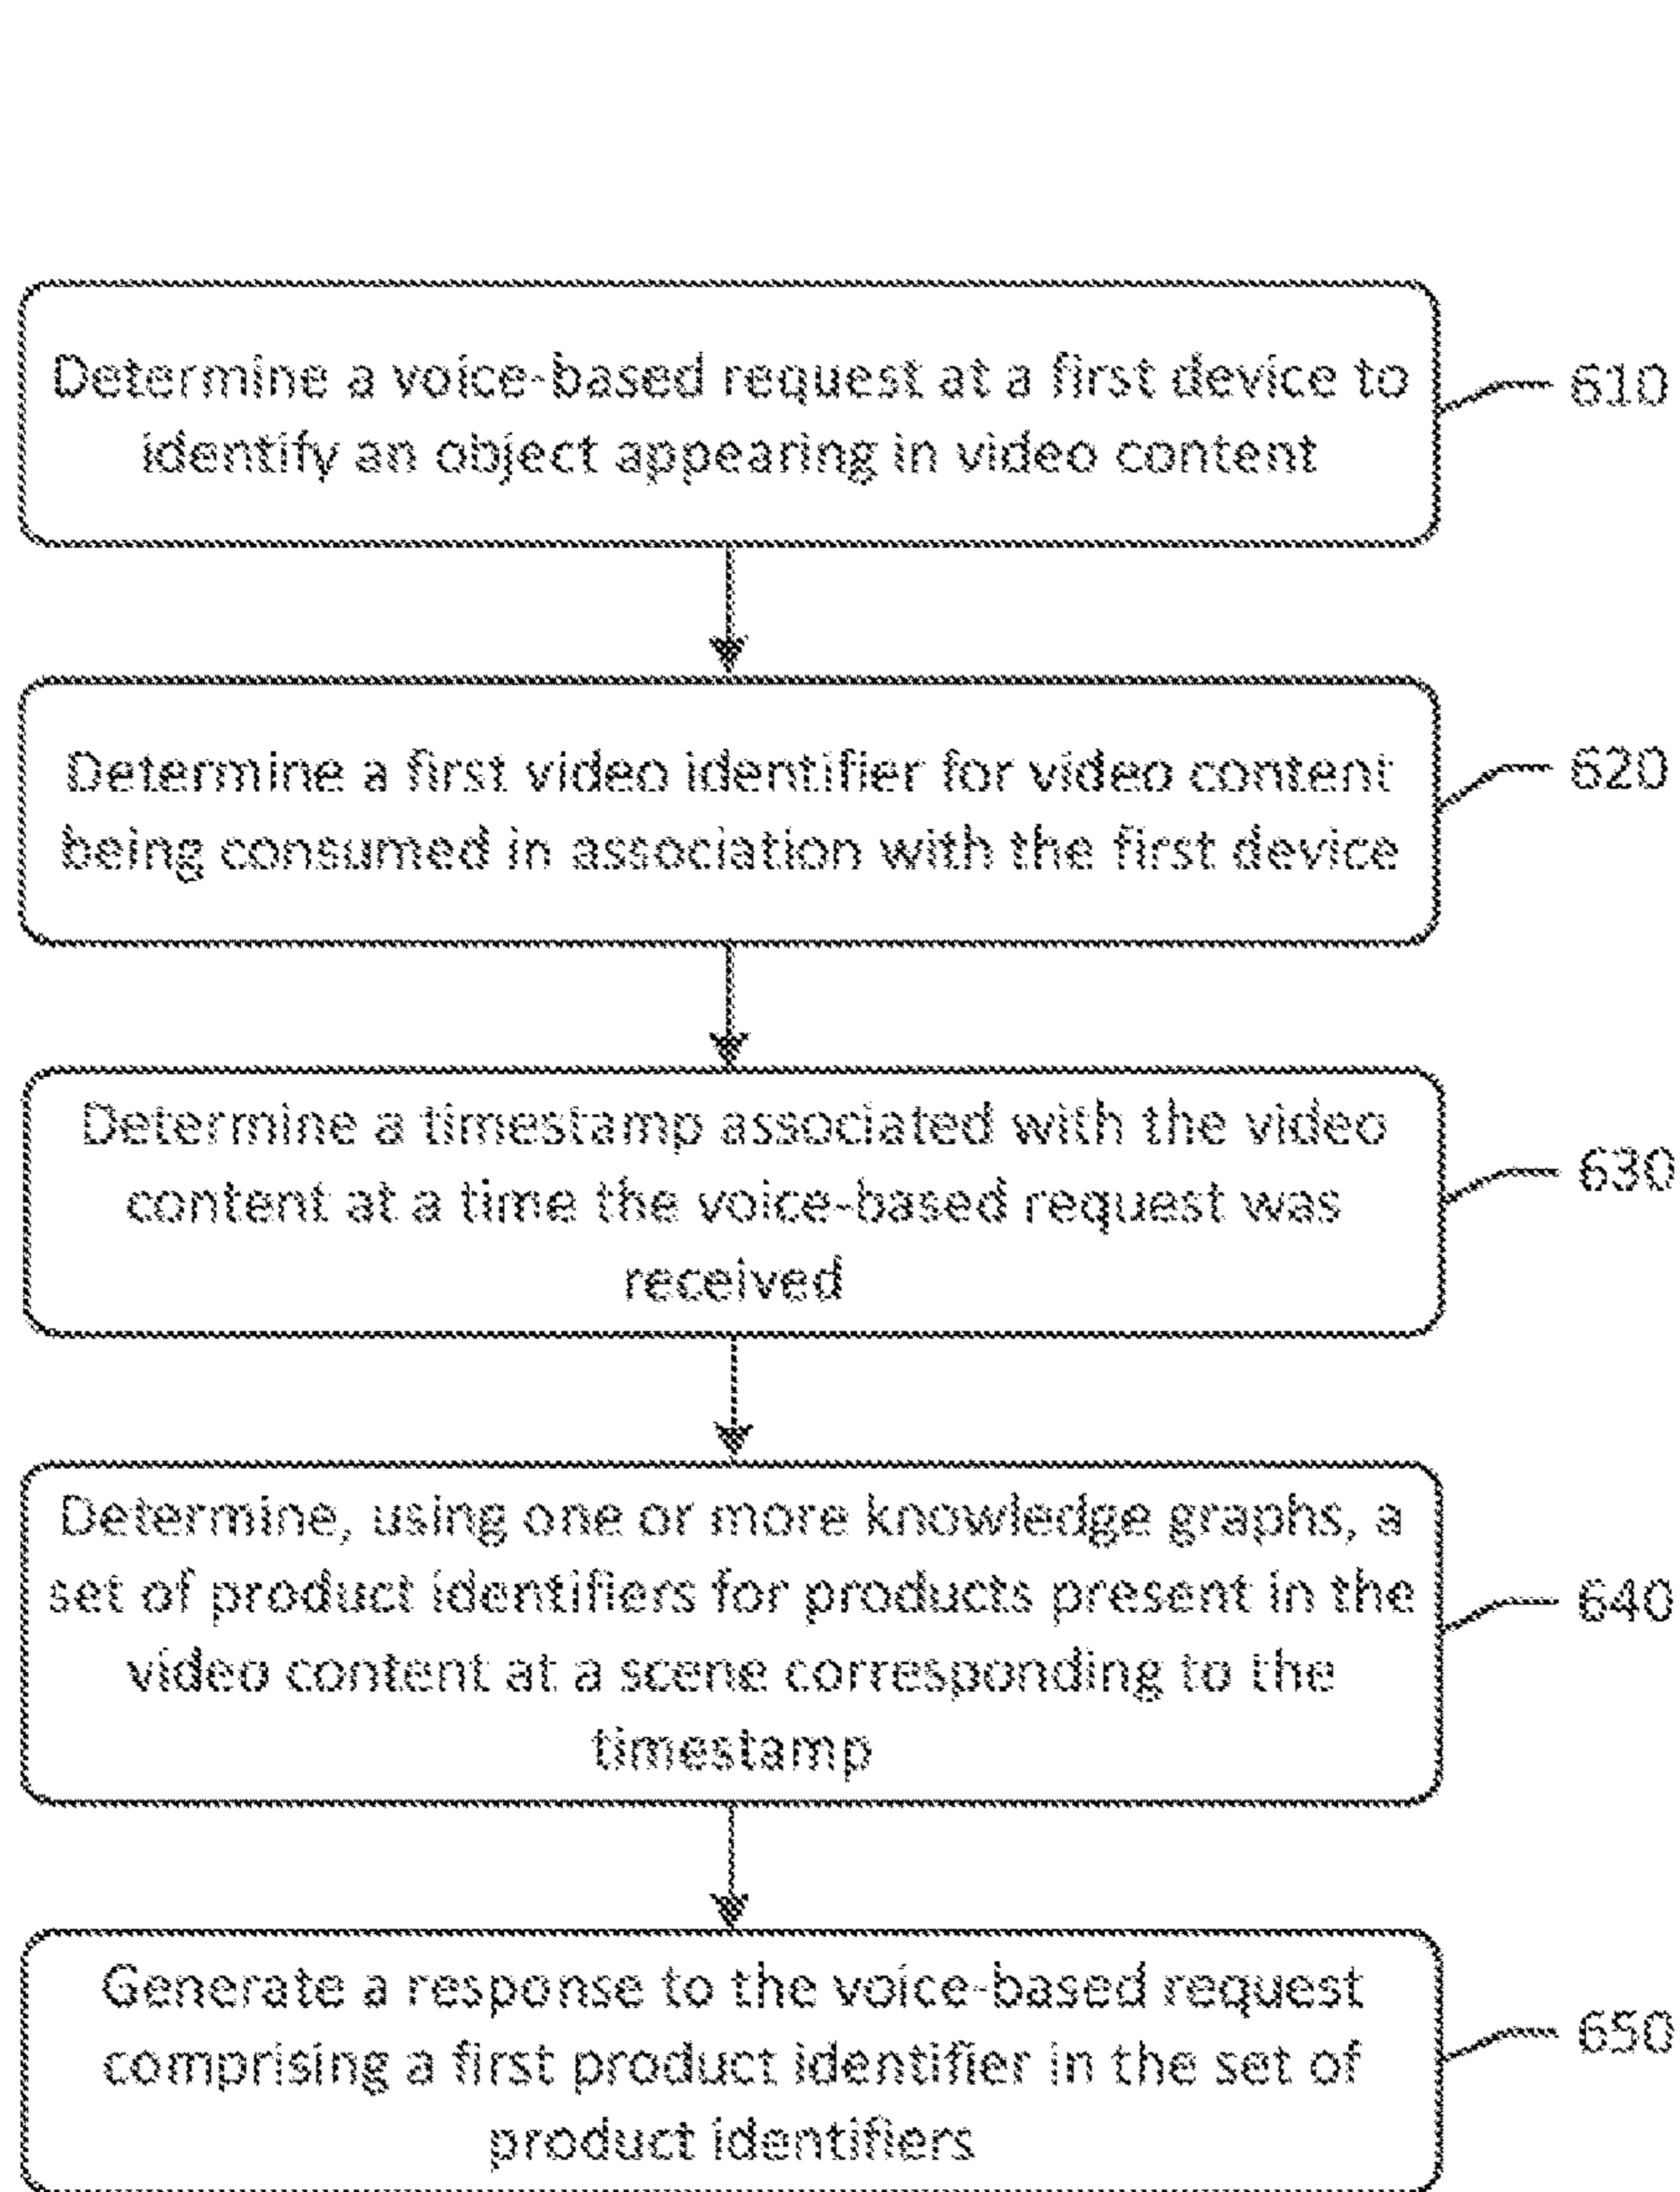 Determine a voice-based request at a first device to
identify an object appearing in video content
610
Determine a first video identifier for video content
being consumed in association with the first device
620
Determine a timestamp associated with the video
content at a time the voice-based request was
received
630
Determine, using one or more knowledge graphs, a
set of product identifiers for products present in the
video content at a scene corresponding to the
timestamp
640
Generate a response to the voice-based request
comprising a first product identifier in the set of
product identifiers
650